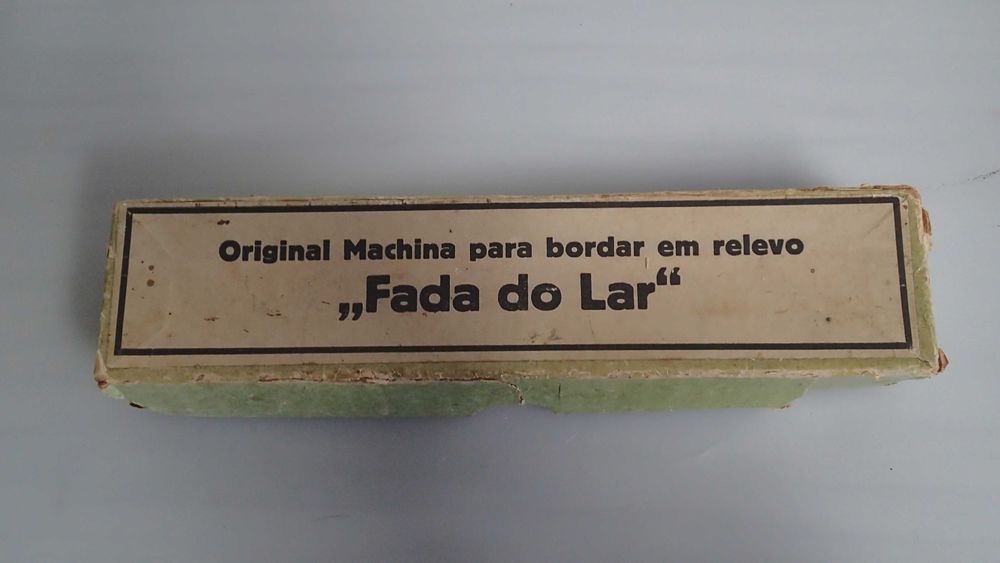 Original Machina para bordar em relevo
„Fada do Lar“